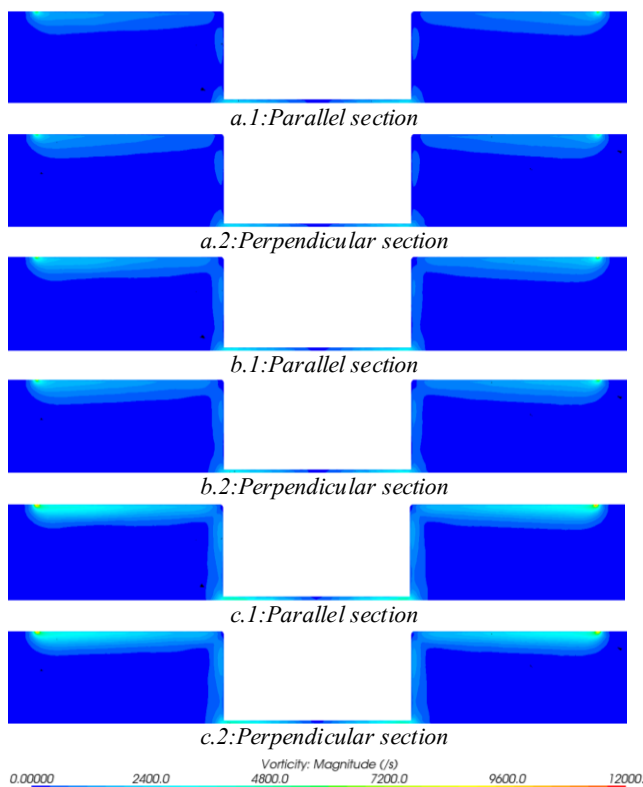 a.1:Parallel section
a.2:Perpendicular section
b.1:Parallel section
b.2:Perpendicular section
c.1:Parallel section
c.2:Perpendicular section
Vorticity: Magnitude (/s)
0.00000 2400.0 4800.0 7200.0 9600.0 12000.